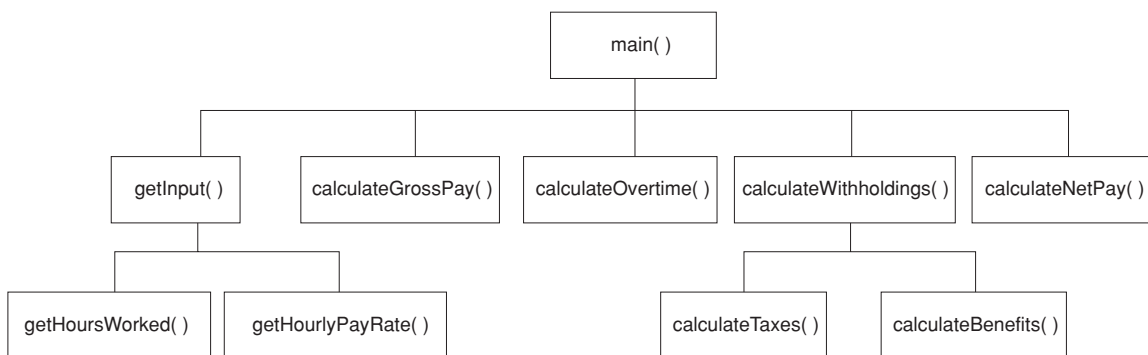 main( )
getInput( )
calculateGrossPay( )
calculateOvertime( )
calculateWithholdings( )
calculateNetPay( )
getHoursWorked( )
getHourlyPayRate( )
calculateTaxes( )
calculateBenefits( )